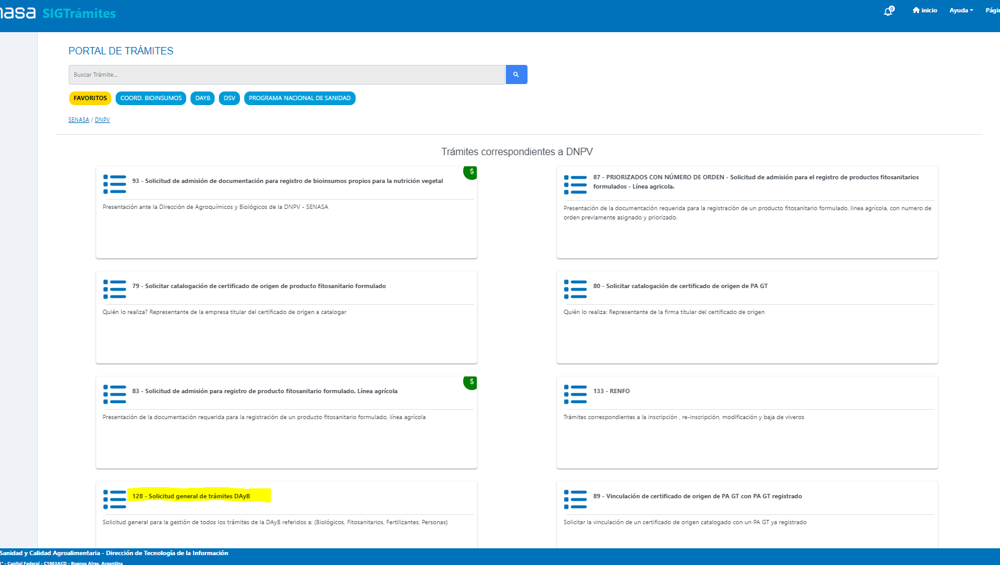 nasa SIGTrámites
0
inicio
Ayuda
Pági
PORTAL DE TRÁMITES
Buscar Trámite...
FAVORITOS
COORD. BIOINSUMOS
DAYB
DSV
PROGRAMA NACIONAL DE SANIDAD
SENASA / DNPV
Trámites correspondientes a DNPV
$
93 - Solicitud de admisión de documentación para registro de bioinsumos propios para la nutrición vegetal
Presentación ante la Dirección de Agroquímicos y Biológicos de la DNPV - SENASA
87 - PRIORIZADOS CON NÚMERO DE ORDEN - Solicitud de admisión para el registro de productos fitosanitarios
formulados - Línea agricola.
Presentación de la documentación requerida para la registración de un producto fitosanitario formulado, linea agrícola, con numero de
orden previamente asignado y priorizado.
79 - Solicitar catalogación de certificado de origen de producto fitosanitario formulado
Quién lo realiza? Representante de la empresa titular del certificado de origen a catalogar
80 - Solicitar catalogación de certificado de origen de PA GT
Quién lo realiza: Representante de la firma titular del certificado de origen
$
83 - Solicitud de admisión para registro de producto fitosanitario formulado. Línea agrícola
Presentación de la documentación requerida para la registración de un producto fitosanitario formulado, línea agrícola
133 - RENFO
Trámites correspondientes a la inscripción , re-inscripción, modificación y baja de viveros
128 - Solicitud general de trámites DAyB
Solicitud general para la gestión de todos los trámites de la DAyB referidos a: (Biológicos, Fitosanitarios, Fertilizantes, Personas)
89 - Vinculación de certificado de origen de PA GT con PA GT registrado
Solicitar la vinculación de un certificado de origen catalogado con un PA GT ya registrado
Sanidad y Calidad Agroalimentaria - Dirección de Tecnología de la Información
1° - Capital Federal - C1063ACD - Buenos Aires, Argentina